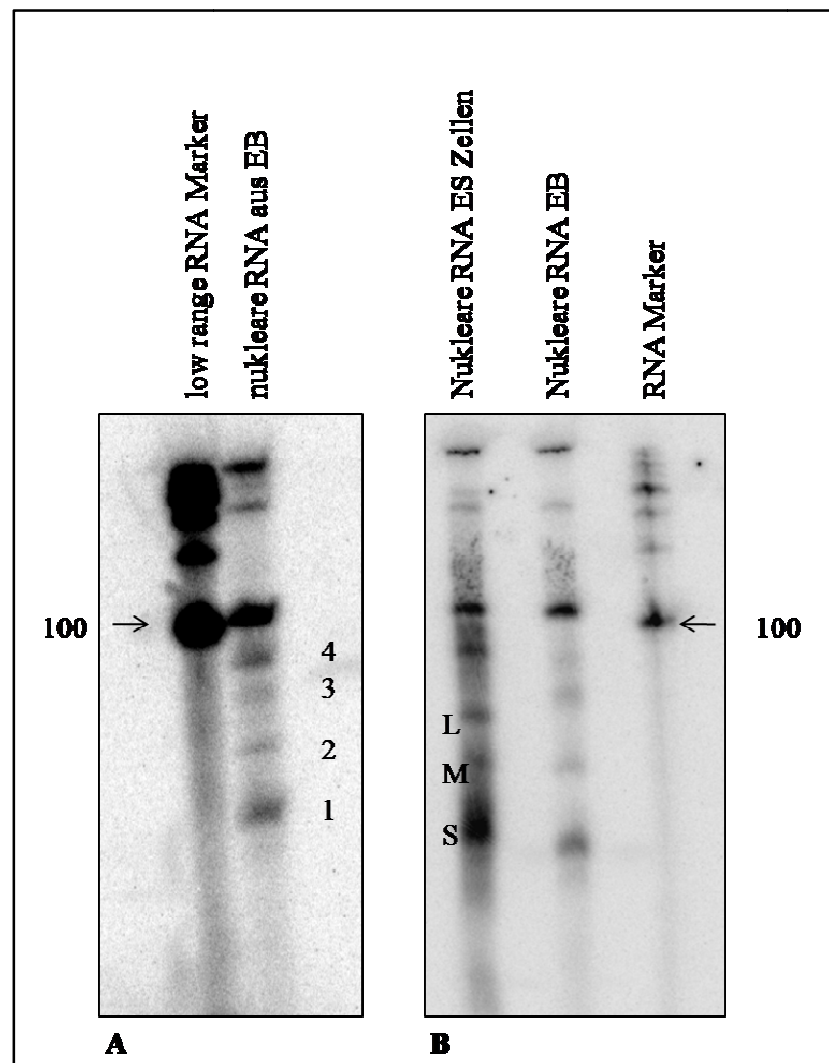 low range RNA Marker
nukleare RNA aus EB
Nukleare RNA ES Zellen
Nukleare RNA EB
RNA Marker
100
4
3
2
1
L
M
S
100
A
B